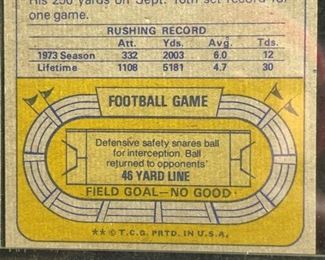 His 250 yards on Sept. 16th set record for
one game.
RUSHING RECORD
Att. Yds. Avg. Tds.
1973 Season 332 2003 6.0 12
Lifetime 1108 5181 4.7 30
FOOTBALL GAME
Defensive safety snares ball
for interception. Ball
returned to opponents'
46 YARD LINE
FIELD GOAL—NO GOOD
★★ © T.C.G. PRTD. IN U.S.A.